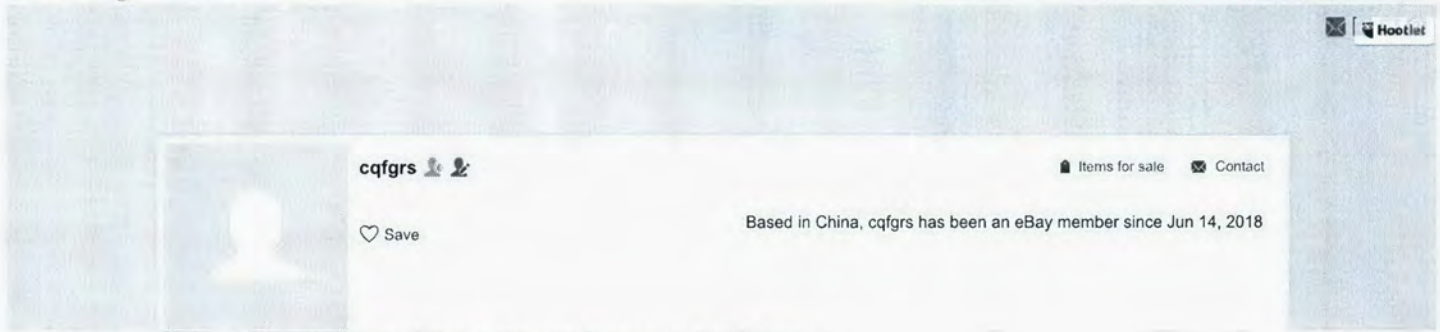 Hootlet
cqfgrs
Items for sale
Contact
Save
Based in China, cqfgrs has been an eBay member since Jun 14, 2018